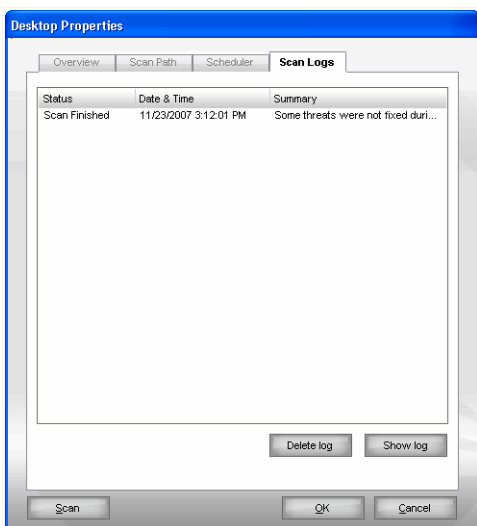 Desktop Properties
Overview Scan Path Scheduler Scan Logs
Status Date & Time Summary
Scan Finished 11/23/2007 3:12:01 PM Some threats were not fixed duri...
Delete log Show log
Scan OK Cancel